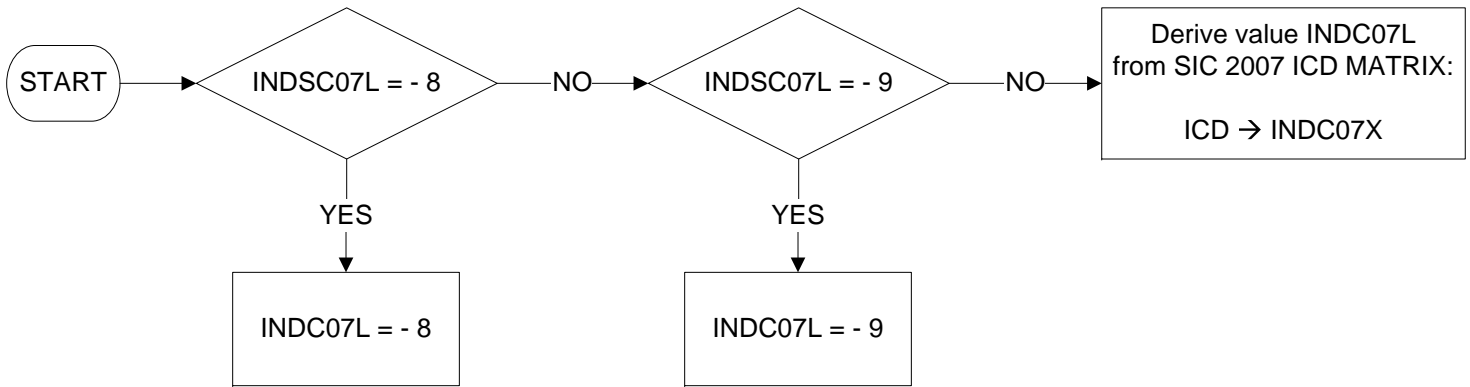 START
INDSC07L = - 8
NO
INDSC07L = - 9
NO
Derive value INDC07L
from SIC 2007 ICD MATRIX:
ICD → INDC07X
YES
YES
INDC07L = - 8
INDC07L = - 9